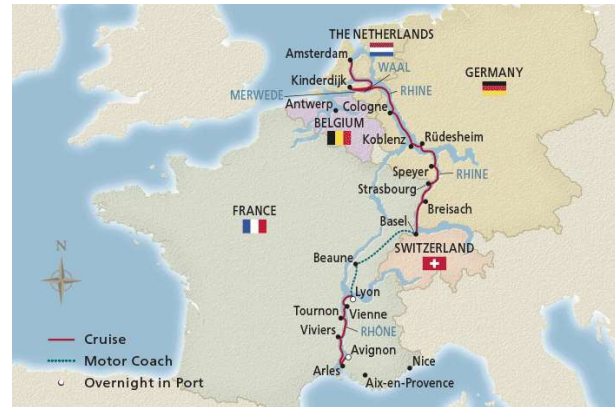 THE NETHERLANDS
Amsterdam
Kinderdijk
WAAL
GERMANY
MERWEDE
RHINE
Antwerp
Cologne
BELGIUM
Koblenz
Rüdesheim
Speyer
RHINE
Strasbourg
FRANCE
Breisach
Basel
N
SWITZERLAND
Beaune
Lyon
Tournon
Vienne
Viviers
RHÔNE
Cruise
Avignon
Motor Coach
Nice
Overnight in Port
Arles
Aix-en-Provence